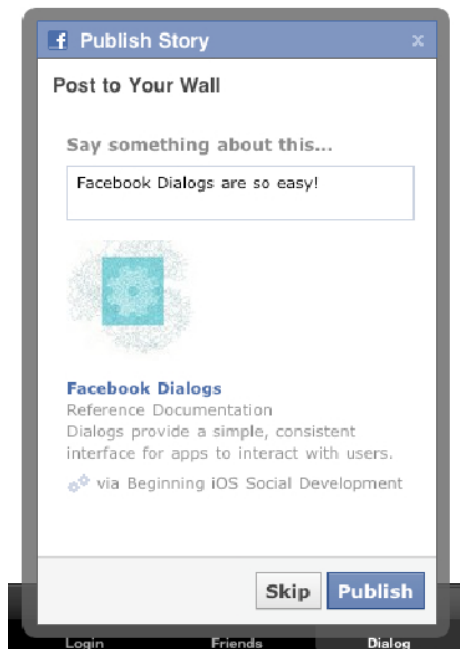 f Publish Story x
Post to Your Wall
Say something about this...
Facebook Dialogs are so easy!
Facebook Dialogs
Reference Documentation
Dialogs provide a simple, consistent
interface for apps to interact with users.
via Beginning iOS Social Development
Skip Publish
Login Friends Dialog